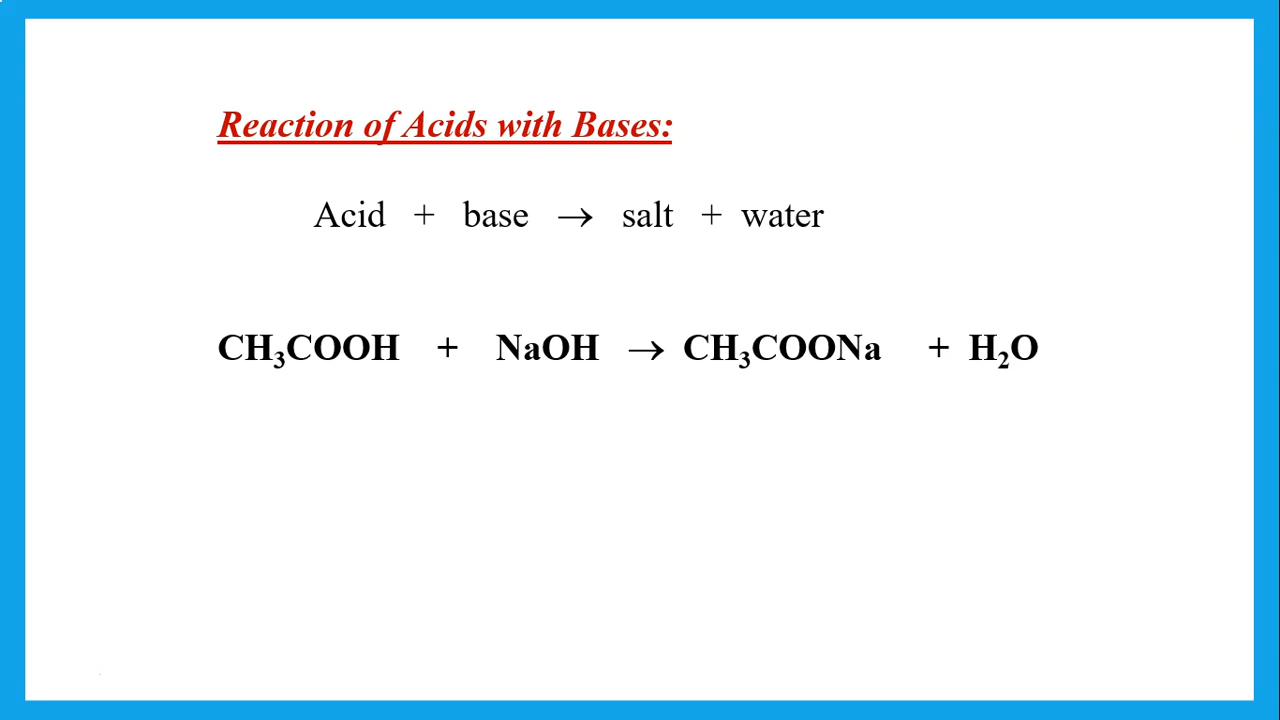 Reaction of Acids with Bases:
Acid + base → salt + water
CH₃COOH + NaOH → CH₃COONa + H₂O